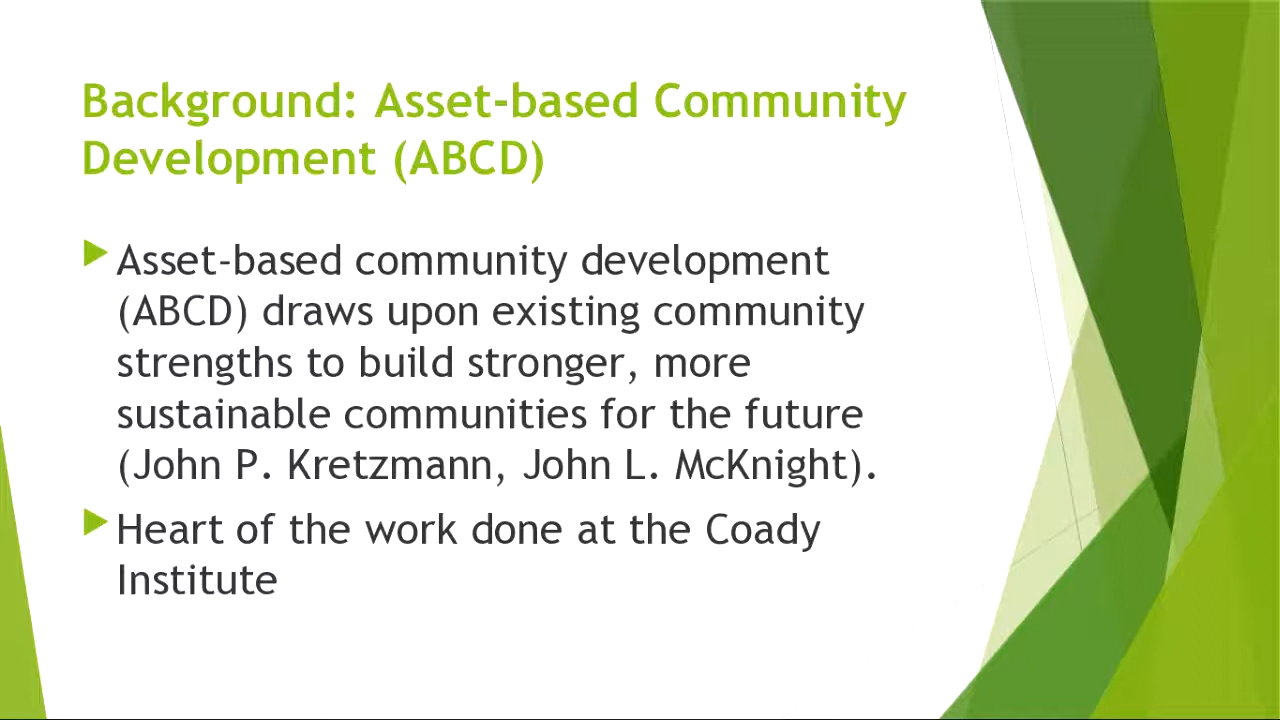 Background: Asset-based Community
Development (ABCD)
Asset-based community development
(ABCD) draws upon existing community
strengths to build stronger, more
sustainable communities for the future
(John P. Kretzmann, John L. McKnight).
Heart of the work done at the Coady
Institute